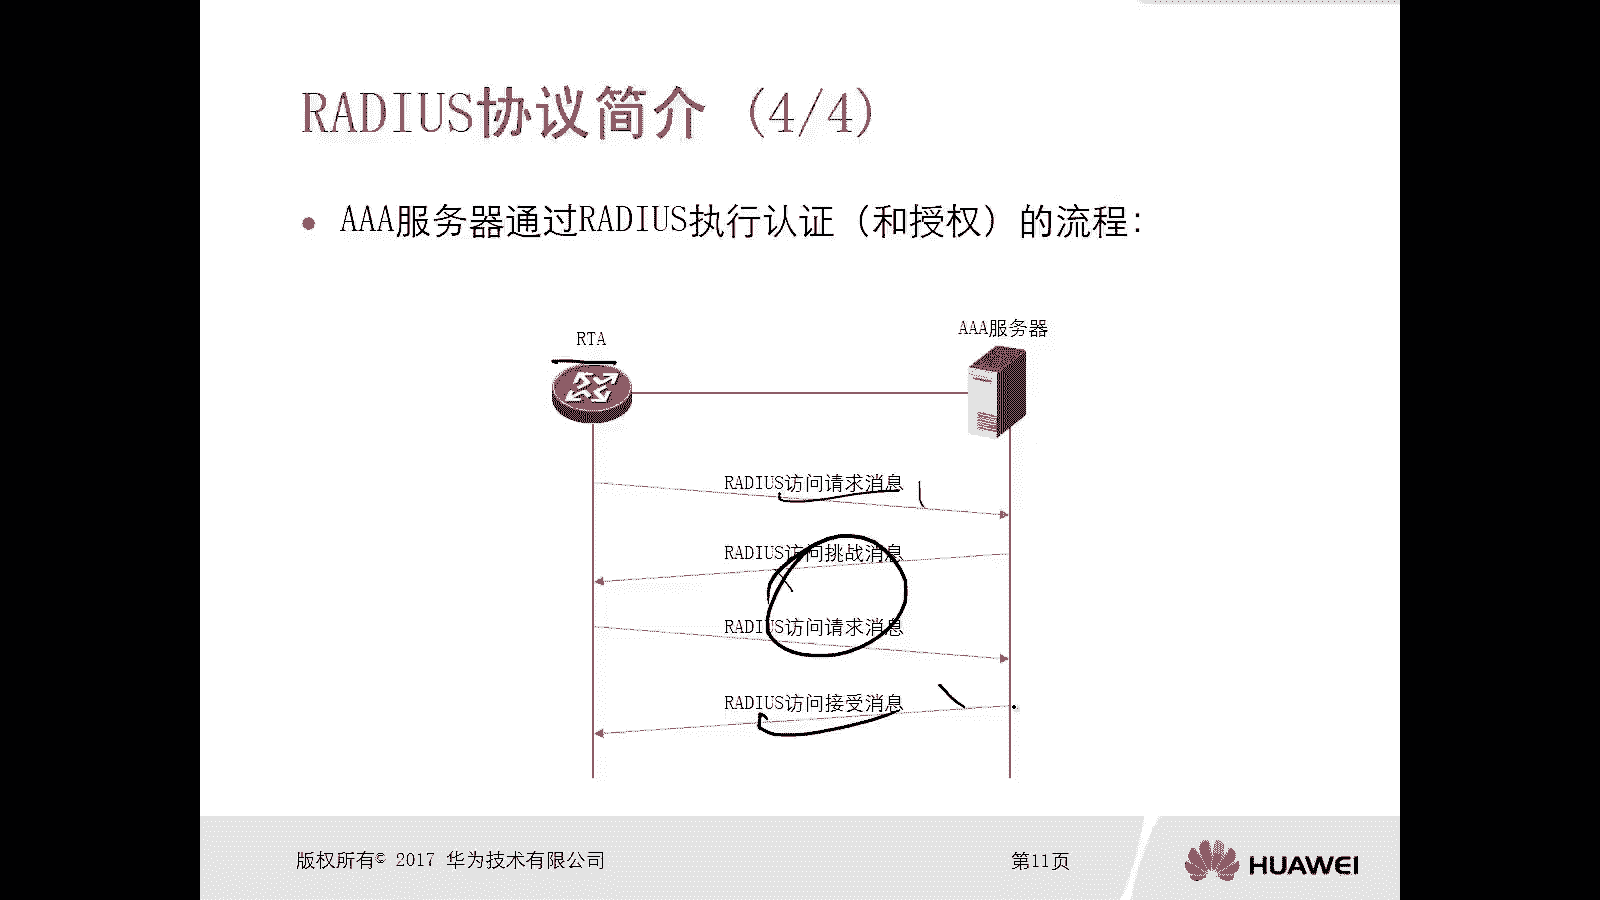 RADIUS协议简介 (4/4)
AAA服务器通过RADIUS执行认证（和授权）的流程：
RTA
AAA服务器
RADIUS访问请求消息
RADIUS访问挑战消息
RADIUS访问请求消息
RADIUS访问接受消息
版权所有© 2017 华为技术有限公司
第11页
HUAWEI